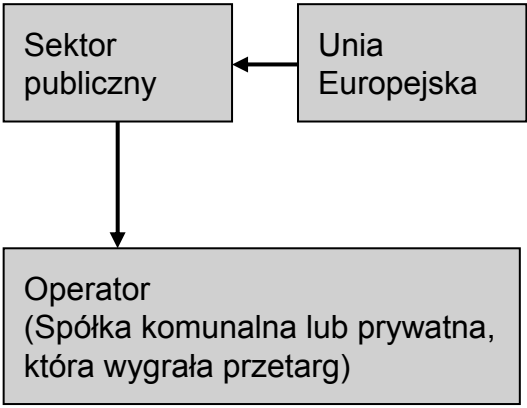 Sektor
publiczny
Unia
Europejska
Operator
(Spółka komunalna lub prywatna,
która wygrała przetarg)